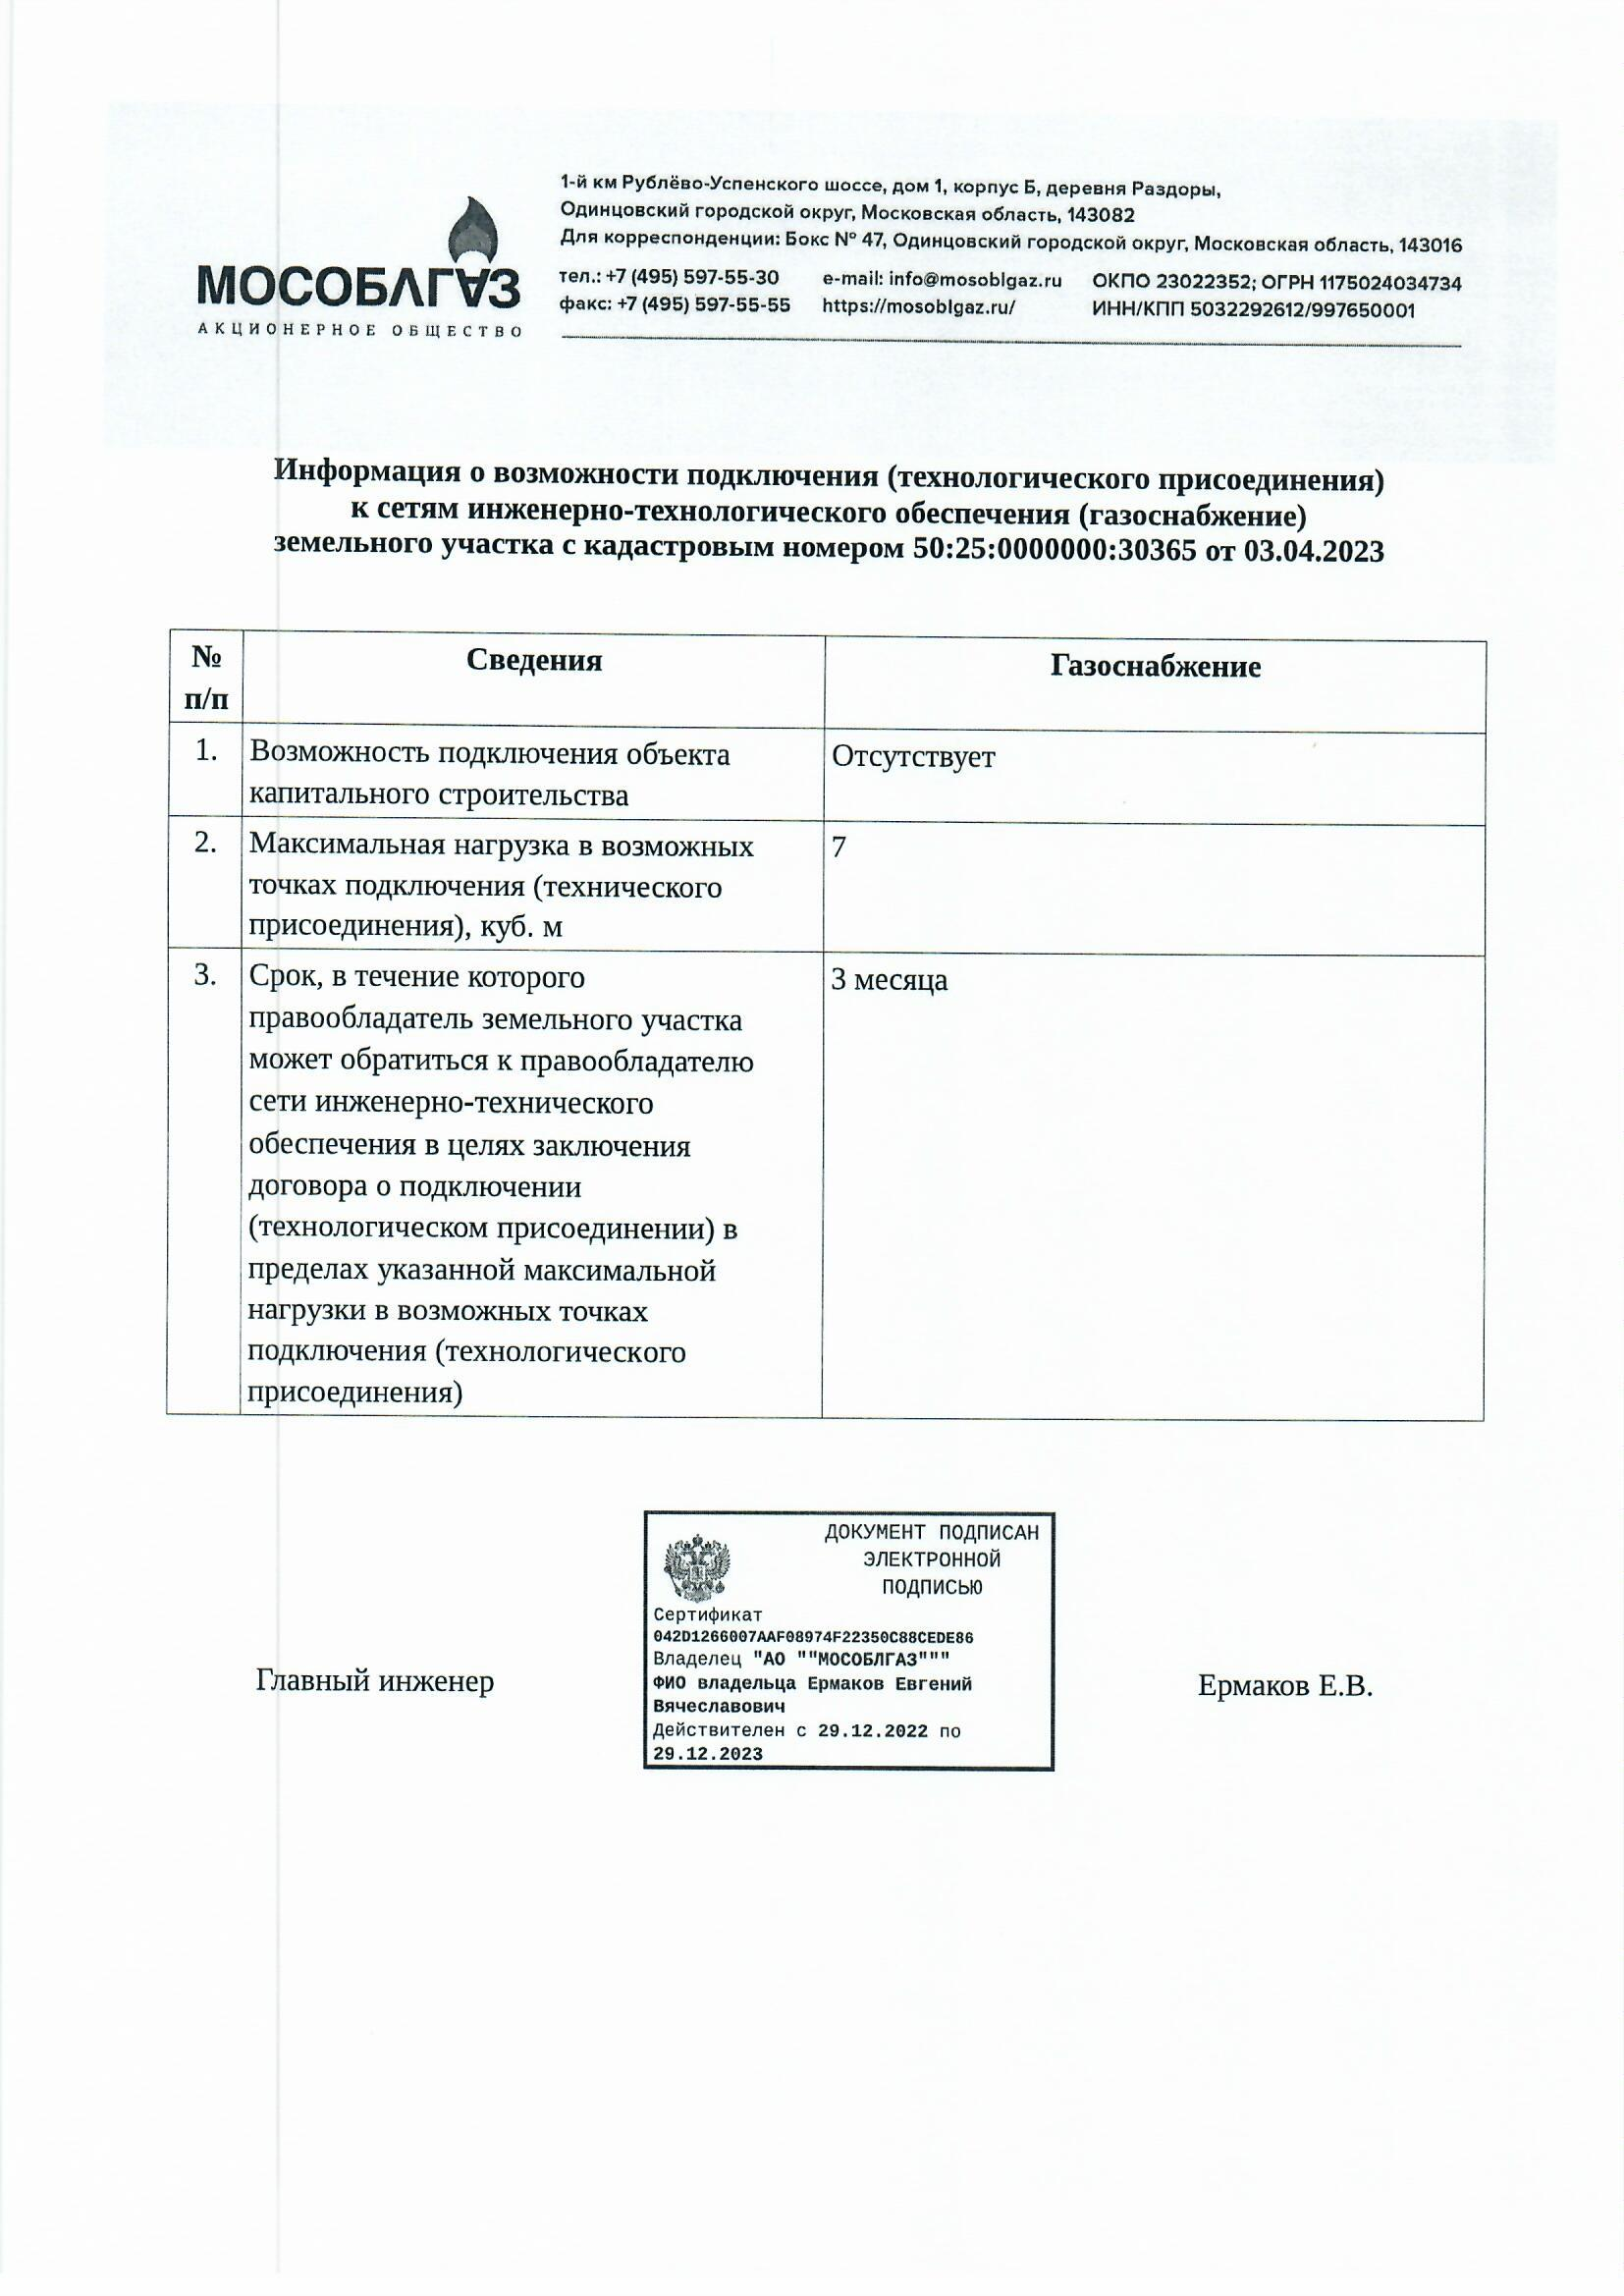 МОСОБЛГАЗ
АКЦИОНЕРНОЕ ОБЩЕСТВО
1-й км Рублёво-Успенского шоссе, дом 1, корпус Б, деревня Раздоры,
Одинцовский городской округ, Московская область, 143082
Для корреспонденции: Бокс № 47, Одинцовский городской округ, Московская область, 143016
тел.: +7 (495) 597-55-30 e-mail: info@mosoblgaz.ru ОКПО 23022352; ОГРН 1175024034734
факс: +7 (495) 597-55-55 https://mosoblgaz.ru/ ИНН/КПП 5032292612/997650001
Информация о возможности подключения (технологического присоединения)
к сетям инженерно-технологического обеспечения (газоснабжение)
земельного участка с кадастровым номером 50:25:0000000:30365 от 03.04.2023
№
п/п
Сведения
Газоснабжение
1.
Возможность подключения объекта
капитального строительства
Отсутствует
2.
Максимальная нагрузка в возможных
точках подключения (технического
присоединения), куб. м
7
3.
Срок, в течение которого
правообладатель земельного участка
может обратиться к правообладателю
сети инженерно-технического
обеспечения в целях заключения
договора о подключении
(технологическом присоединении) в
пределах указанной максимальной
нагрузки в возможных точках
подключения (технологического
присоединения)
3 месяца
Главный инженер
ДОКУМЕНТ ПОДПИСАН
ЭЛЕКТРОННОЙ
ПОДПИСЬЮ
Сертификат
042D1266007AAF08974F22350C88CEDE86
Владелец "АО ""МОСОБЛГАЗ"""
ФИО владельца Ермаков Евгений
Вячеславович
Действителен с 29.12.2022 по
29.12.2023
Ермаков Е.В.